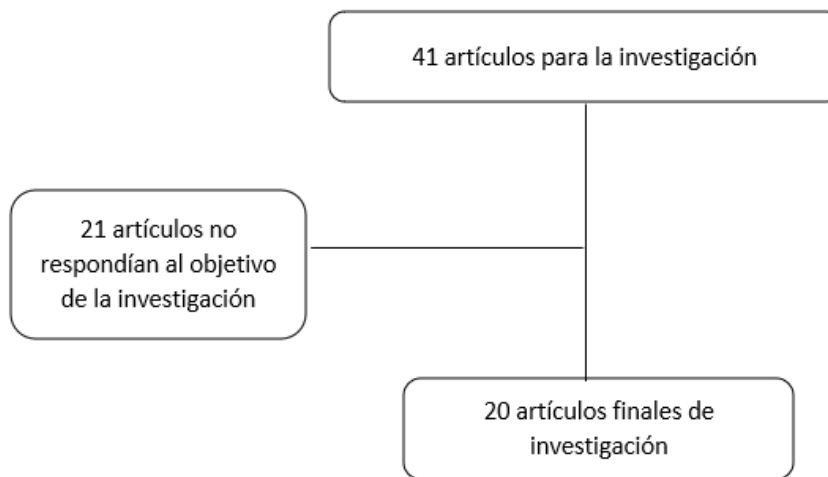 41 artículos para la investigación
21 artículos no
respondían al objetivo
de la investigación
20 artículos finales de
investigación